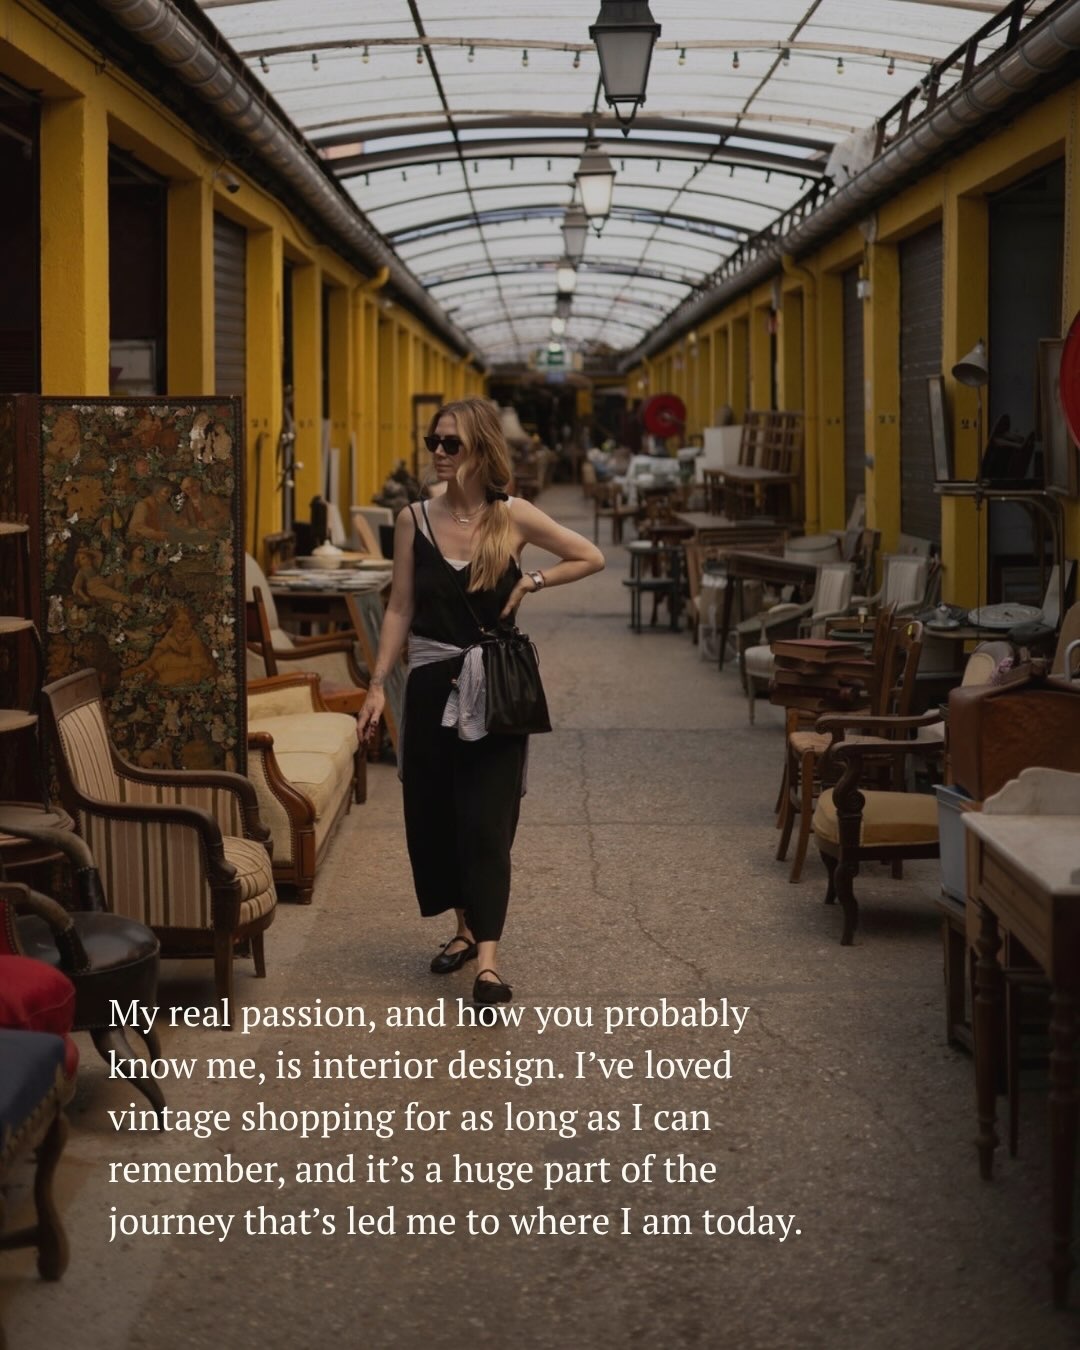 My real passion, and how you probably
know me, is interior design. I’ve loved
vintage shopping for as long as I can
remember, and it’s a huge part of the
journey that’s led me to where I am today.